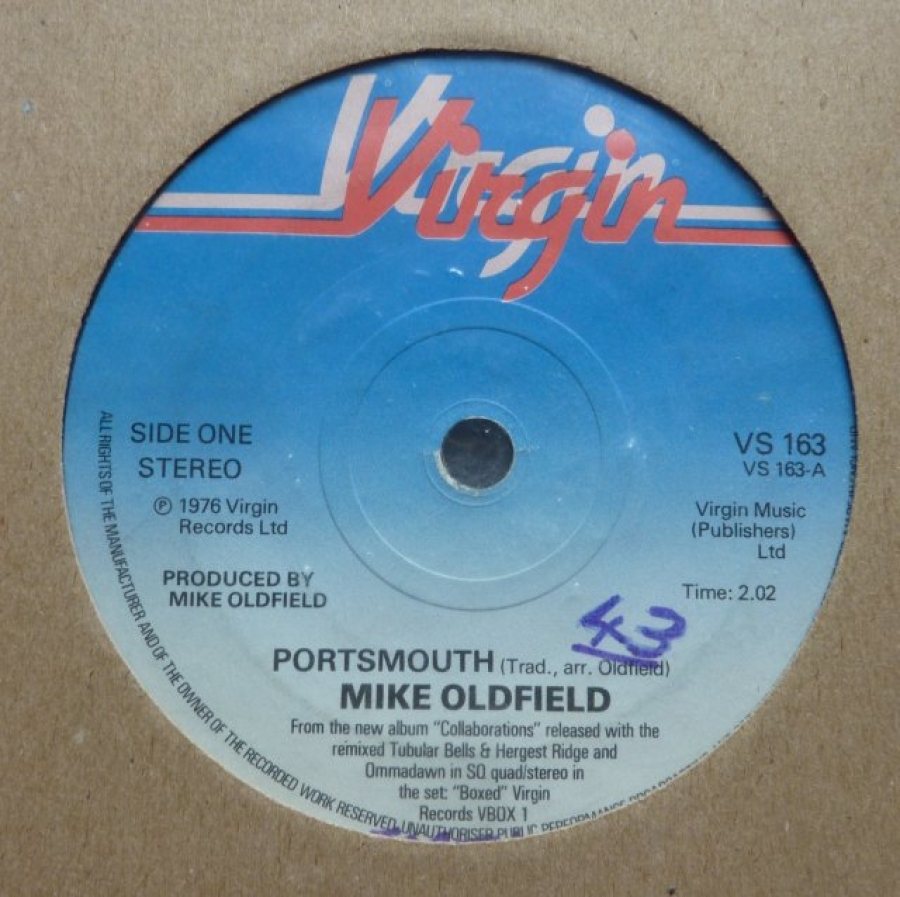 Virgin
SIDE ONE
STEREO
℗ 1976 Virgin
Records Ltd
PRODUCED BY
MIKE OLDFIELD
VS 163
VS 163-A
Virgin Music
(Publishers)
Ltd
Time: 2.02
43
PORTSMOUTH (Trad., arr. Oldfield)
MIKE OLDFIELD
From the new album "Collaborations" released with the
remixed Tubular Bells & Hergest Ridge and
Ommadawn in SQ quad/stereo in
the set: "Boxed" Virgin
Records VBOX 1
ALL RIGHTS OF THE MANUFACTURER AND OF THE OWNER OF THE RECORDED WORK RESERVED. UNAUTHORISED PUBLIC PERFORMANCE